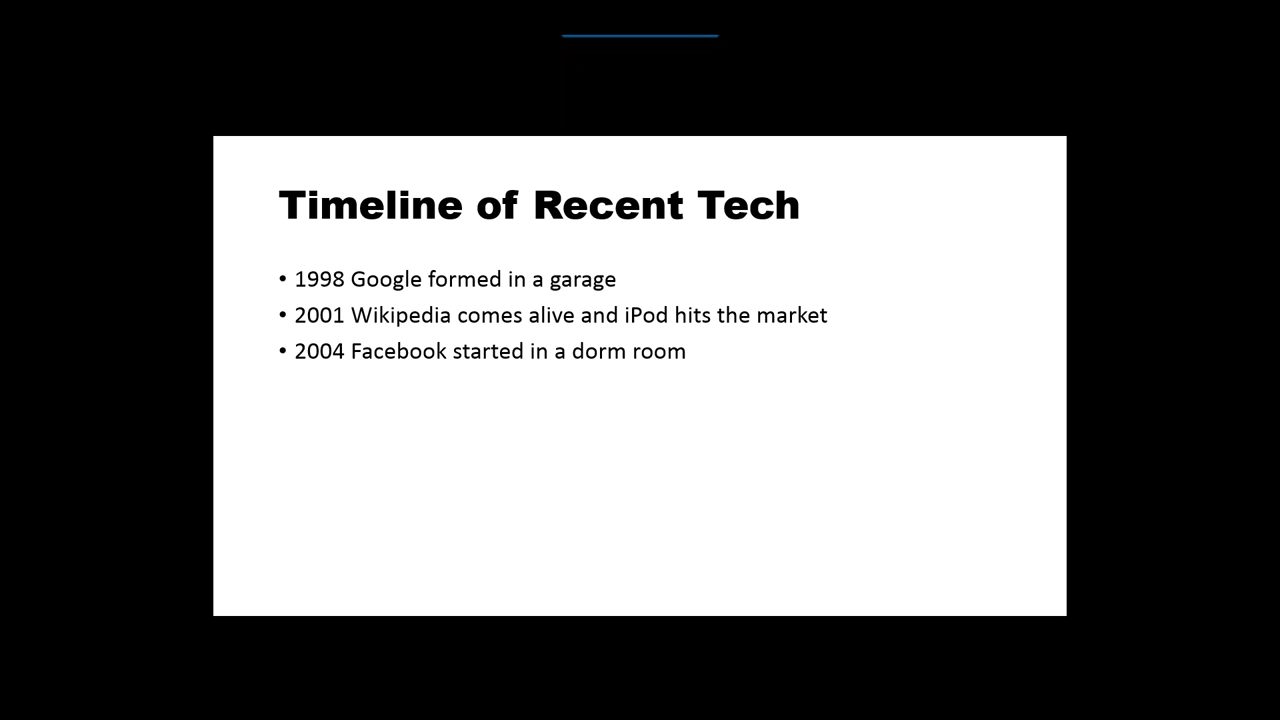 Timeline of Recent Tech
• 1998 Google formed in a garage
• 2001 Wikipedia comes alive and iPod hits the market
• 2004 Facebook started in a dorm room